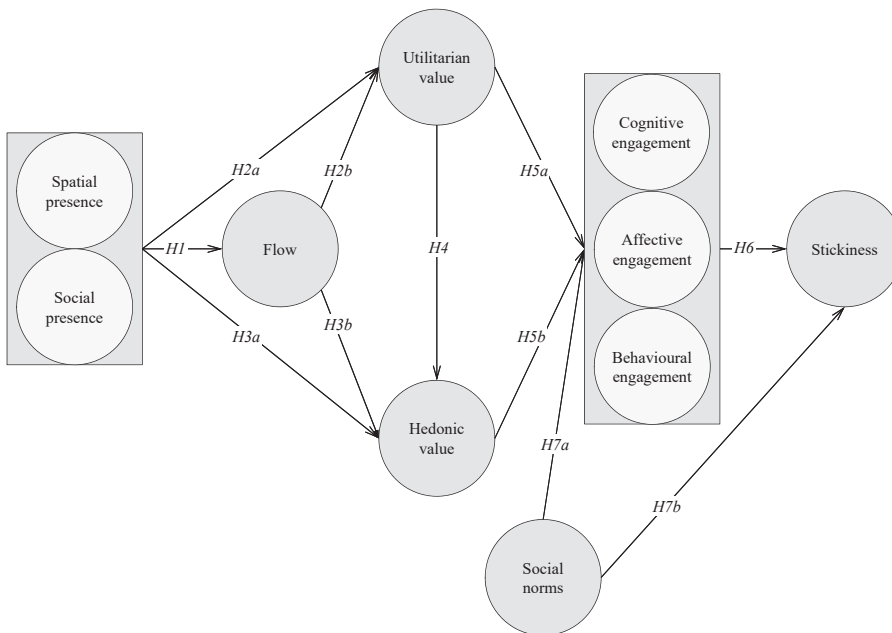 Utilitarian
value
Cognitive
engagement
H2a
H2b
H5a
Spatial
presence
H1
Flow
H4
Affective
engagement
H6
Stickiness
Social
presence
H3a
H3b
H5b
Behavioural
engagement
Hedonic
value
H7a
H7b
Social
norms